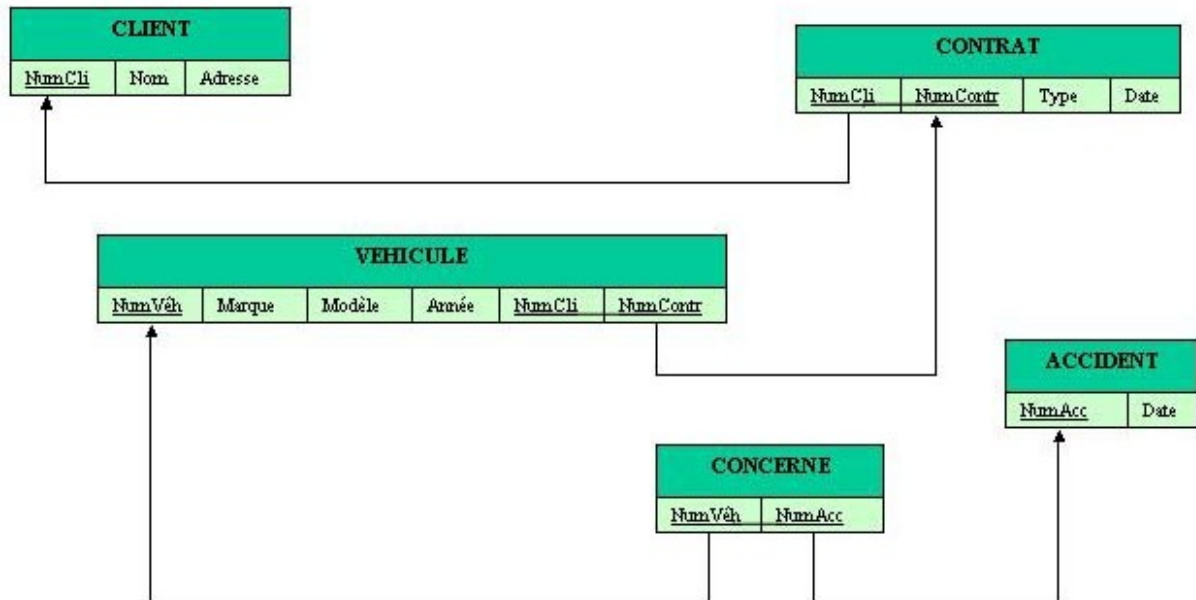 CLIENT
NumCli Nom Adresse
CONTRAT
NumCli NumContr Type Date
VEHICULE
NumVéh Marque Modèle Année NumCli NumContr
ACCIDENT
NumAcc Date
CONCERNE
NumVéh NumAcc